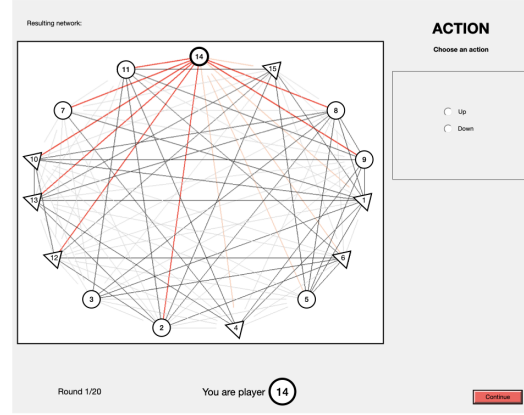 Resulting network:
ACTION
Choose an action
14
11
15
7
8
Up
Down
10
9
13
1
12
6
3
5
2
4
Round 1/20
You are player 14
Continue